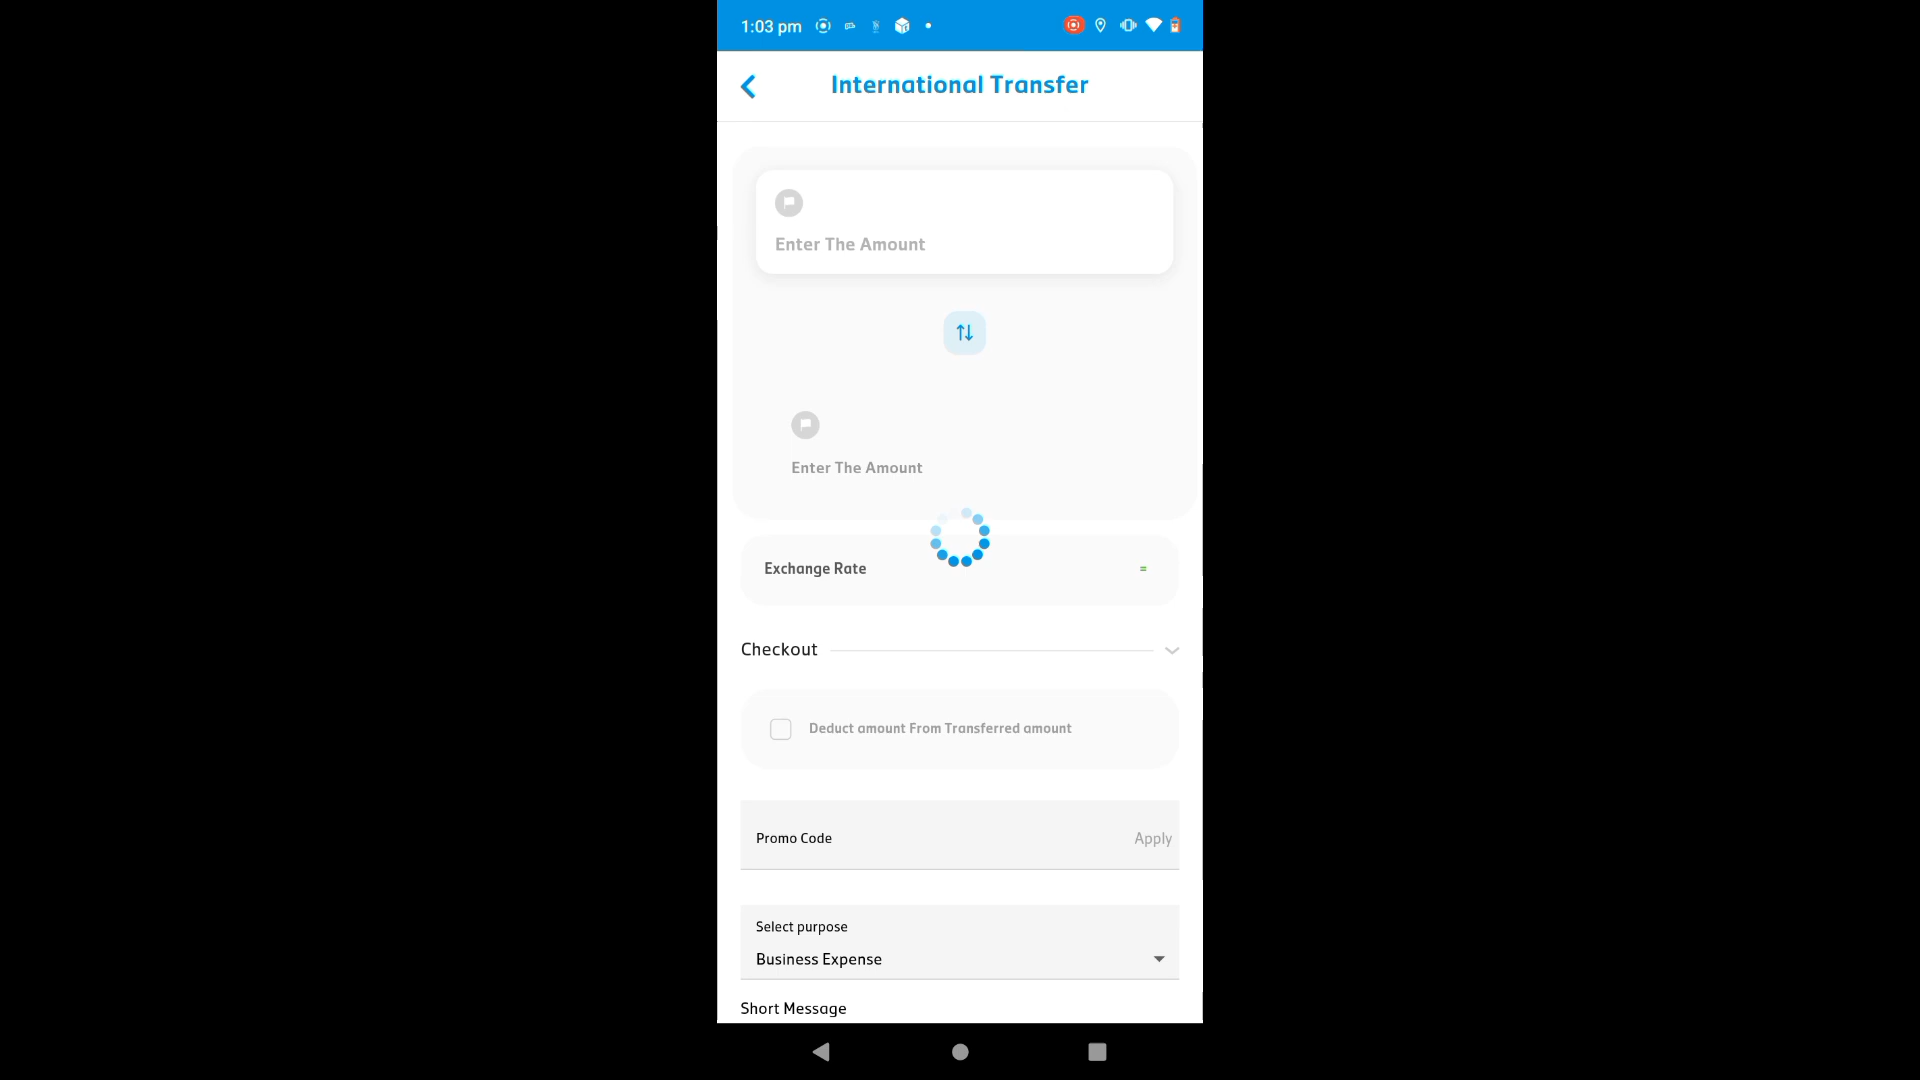 1:03 pm
International Transfer
Enter The Amount
Enter The Amount
Exchange Rate =
Checkout
Deduct amount From Transferred amount
Promo Code Apply
Select purpose
Business Expense
Short Message